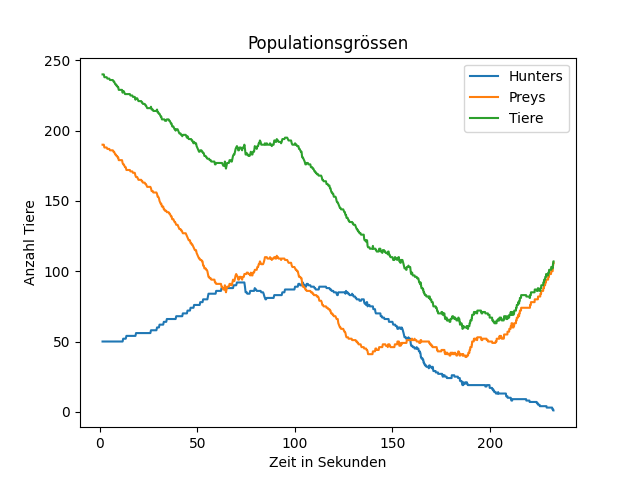 Populationsgrössen
Hunters
Preys
Tiere
250
200
150
100
50
0
Anzahl Tiere
0 50 100 150 200
Zeit in Sekunden